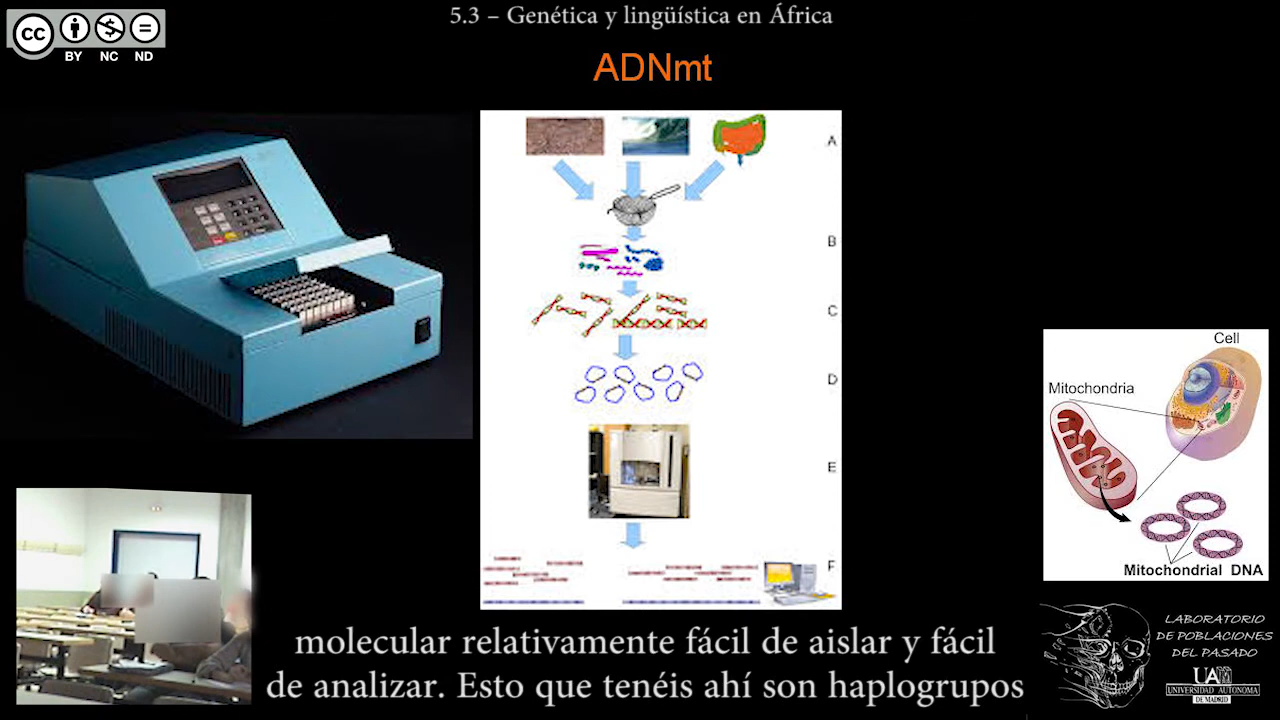 5.3 – Genética y lingüística en África
cc
BY NC ND
ADNmt
A
B
C
D
E
F
Cell
Mitochondria
Mitochondrial DNA
molecular relativamente fácil de aislar y fácil
de analizar. Esto que tenéis ahí son haplogrupos
LABORATORIO
DE POBLACIONES
DEL PASADO
UAM
UNIVERSIDAD AUTONOMA
DE MADRID